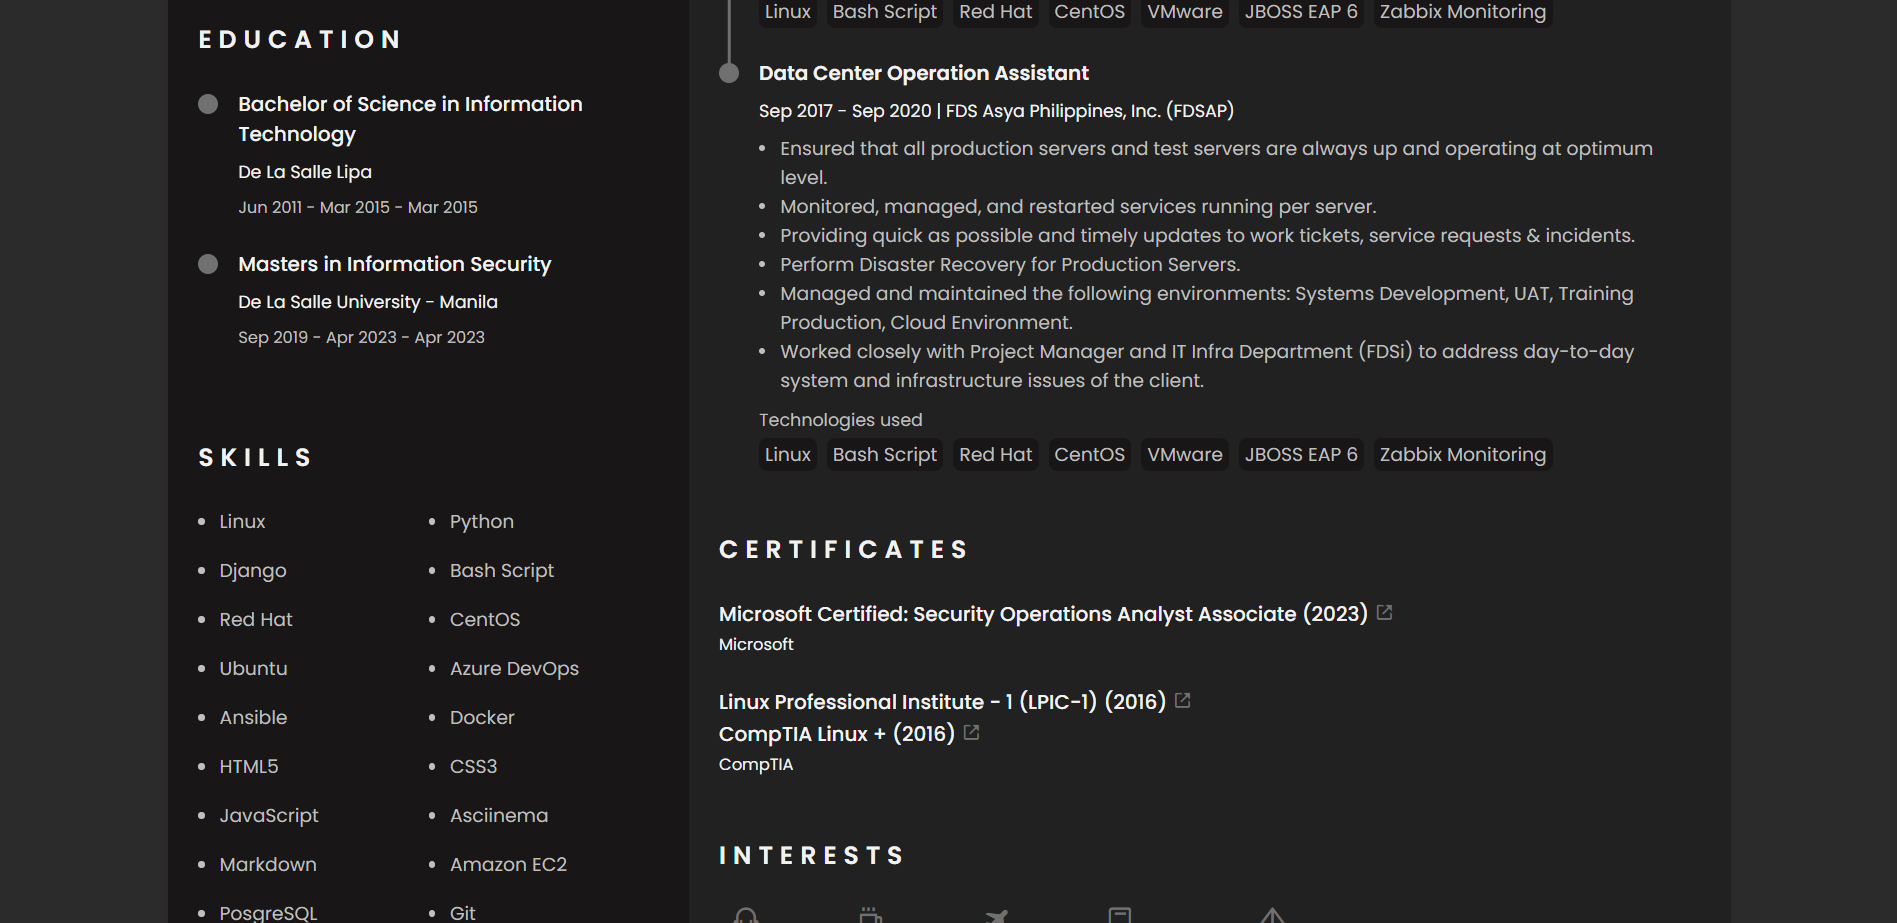 EDUCATION
Bachelor of Science in Information
Technology
De La Salle Lipa
Jun 2011 - Mar 2015 - Mar 2015
Masters in Information Security
De La Salle University - Manila
Sep 2019 - Apr 2023 - Apr 2023
SKILLS
Linux
Python
Django
Bash Script
Red Hat
CentOS
Ubuntu
Azure DevOps
Ansible
Docker
HTML5
CSS3
JavaScript
Asciinema
Markdown
Amazon EC2
PosgreSQL
Git
Linux Bash Script Red Hat CentOS VMware JBOSS EAP 6 Zabbix Monitoring
Data Center Operation Assistant
Sep 2017 - Sep 2020 | FDS Asya Philippines, Inc. (FDSAP)
• Ensured that all production servers and test servers are always up and operating at optimum
level.
• Monitored, managed, and restarted services running per server.
• Providing quick as possible and timely updates to work tickets, service requests & incidents.
• Perform Disaster Recovery for Production Servers.
• Managed and maintained the following environments: Systems Development, UAT, Training
Production, Cloud Environment.
• Worked closely with Project Manager and IT Infra Department (FDSi) to address day-to-day
system and infrastructure issues of the client.
Technologies used
Linux Bash Script Red Hat CentOS VMware JBOSS EAP 6 Zabbix Monitoring
CERTIFICATES
Microsoft Certified: Security Operations Analyst Associate (2023)
Microsoft
Linux Professional Institute - 1 (LPIC-1) (2016)
CompTIA Linux + (2016)
CompTIA
INTERESTS